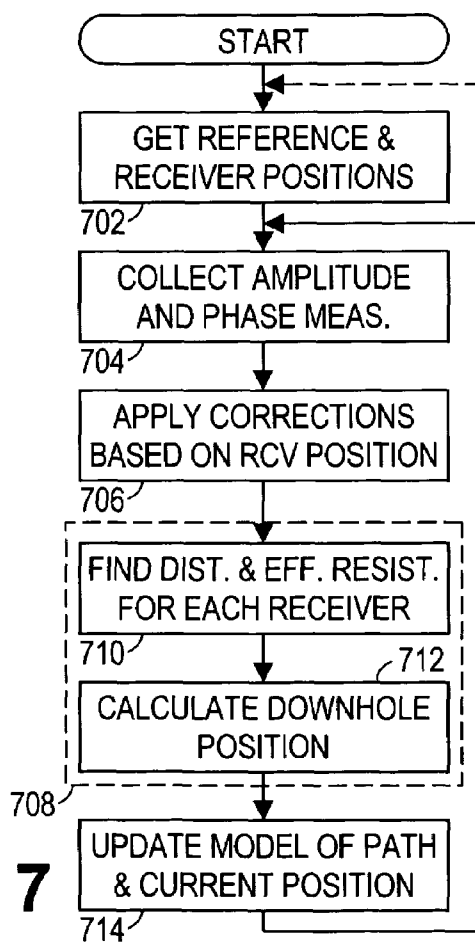 START
GET REFERENCE &
RECEIVER POSITIONS
702
COLLECT AMPLITUDE
AND PHASE MEAS.
704
APPLY CORRECTIONS
BASED ON RCV POSITION
706
FIND DIST. & EFF. RESIST.
FOR EACH RECEIVER
710
712
CALCULATE DOWNHOLE
POSITION
708
UPDATE MODEL OF PATH
& CURRENT POSITION
714
7